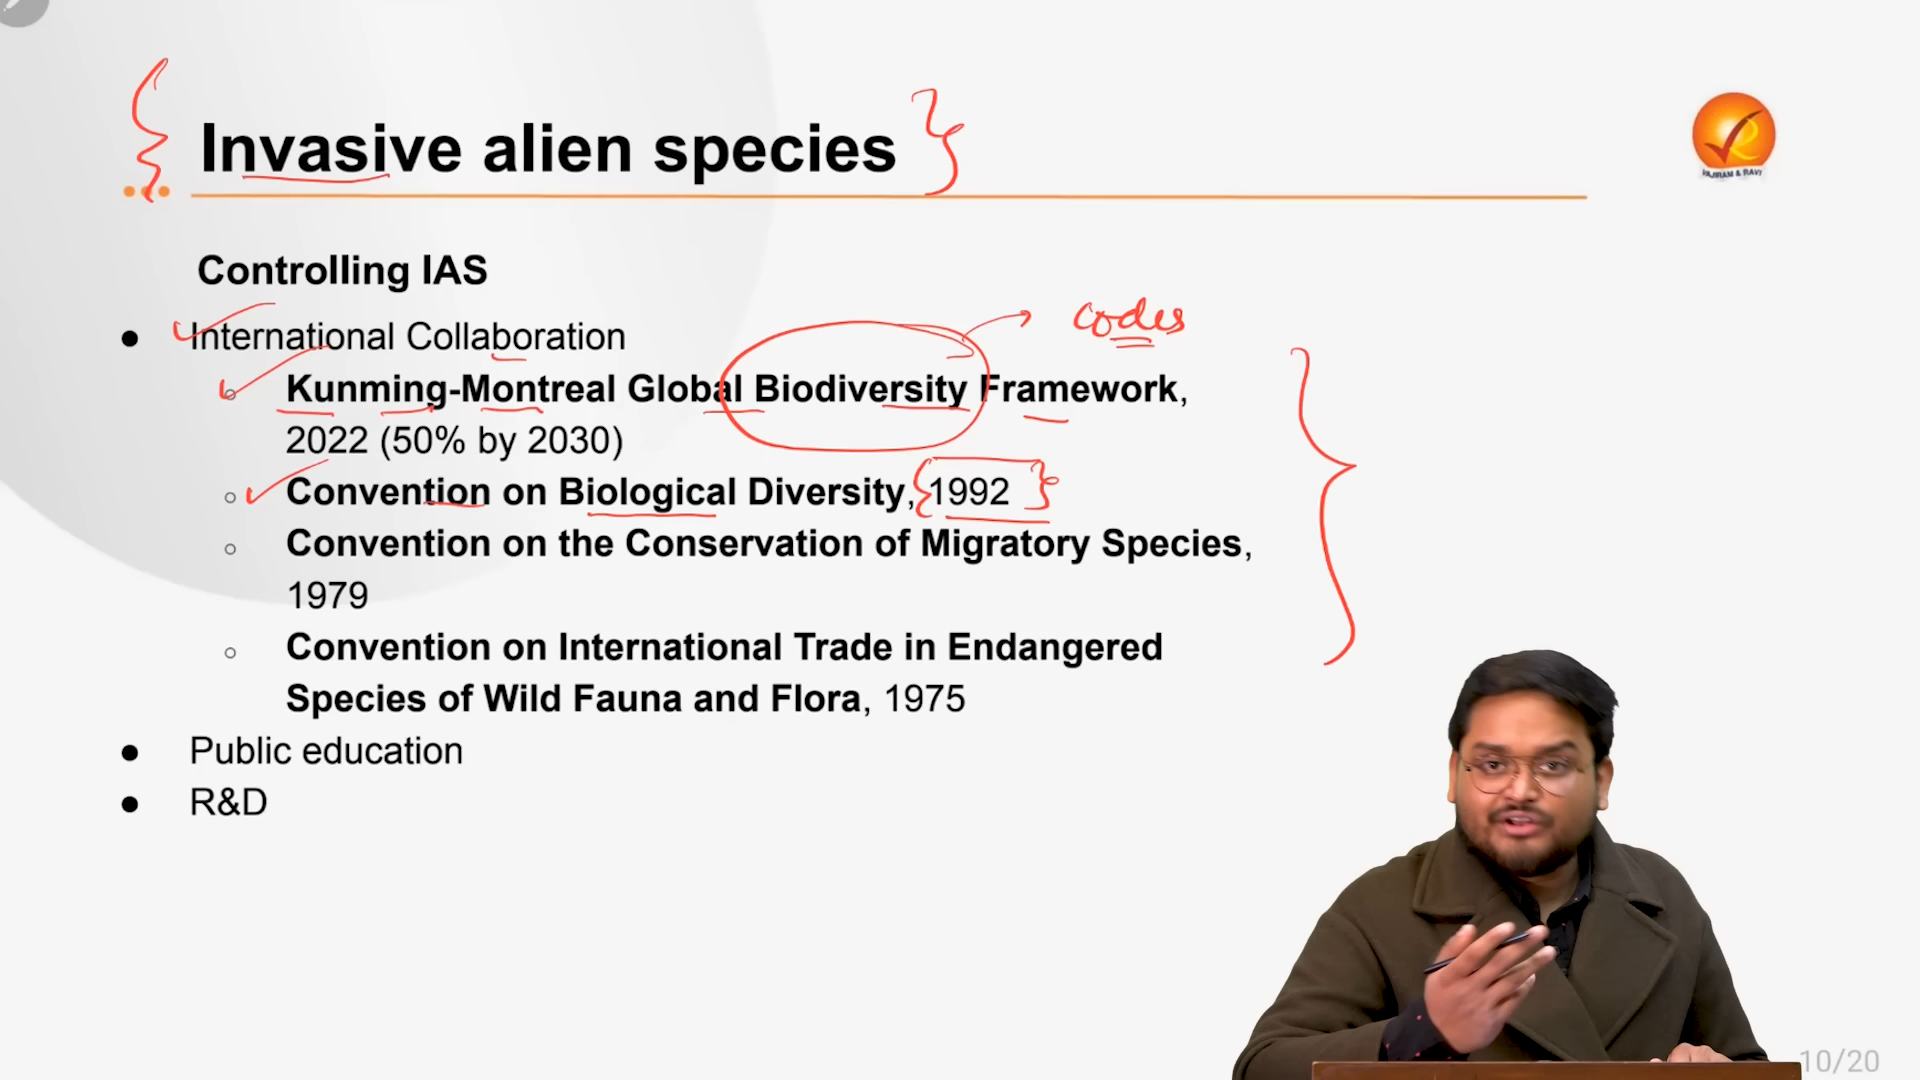 Invasive alien species
VAJIRAM & RAVI
Controlling IAS
● International Collaboration
codes
○ Kunming-Montreal Global Biodiversity Framework,
2022 (50% by 2030)
○ Convention on Biological Diversity, 1992
○ Convention on the Conservation of Migratory Species,
1979
○ Convention on International Trade in Endangered
Species of Wild Fauna and Flora, 1975
● Public education
● R&D
10/20